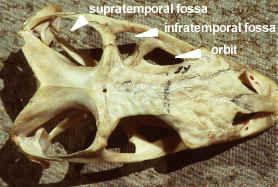 supratemporal fossa
infratemporal fossa
orbit